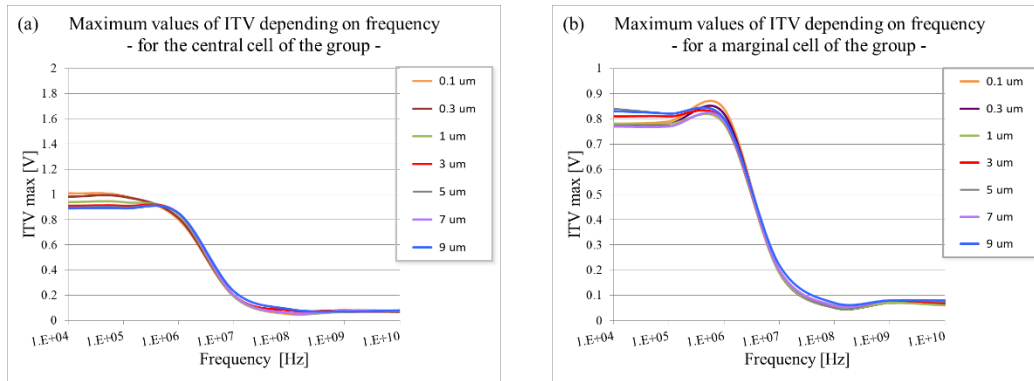 (a)
Maximum values of ITV depending on frequency
- for the central cell of the group -
2
1.8
1.6
1.4
1.2
1
0.8
0.6
0.4
0.2
0
ITV max [V]
1.E+04 1.E+05 1.E+06 1.E+07 1.E+08 1.E+09 1.E+10
Frequency [Hz]
0.1 um
0.3 um
1 um
3 um
5 um
7 um
9 um
(b)
Maximum values of ITV depending on frequency
- for a marginal cell of the group -
1
0.9
0.8
0.7
0.6
0.5
0.4
0.3
0.2
0.1
0
ITV max [V]
1.E+04 1.E+05 1.E+06 1.E+07 1.E+08 1.E+09 1.E+10
Frequency [Hz]
0.1 um
0.3 um
1 um
3 um
5 um
7 um
9 um